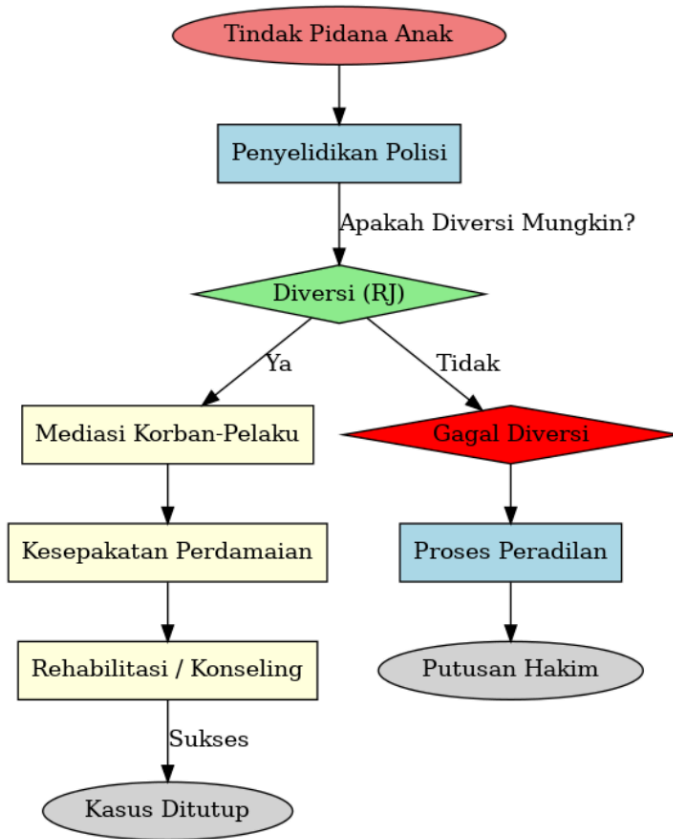 Tindak Pidana Anak
Penyelidikan Polisi
Apakah Diversi Mungkin?
Diversi (RJ)
Ya
Tidak
Mediasi Korban-Pelaku
Gagal Diversi
Kesepakatan Perdamaian
Proses Peradilan
Rehabilitasi / Konseling
Putusan Hakim
Sukses
Kasus Ditutup